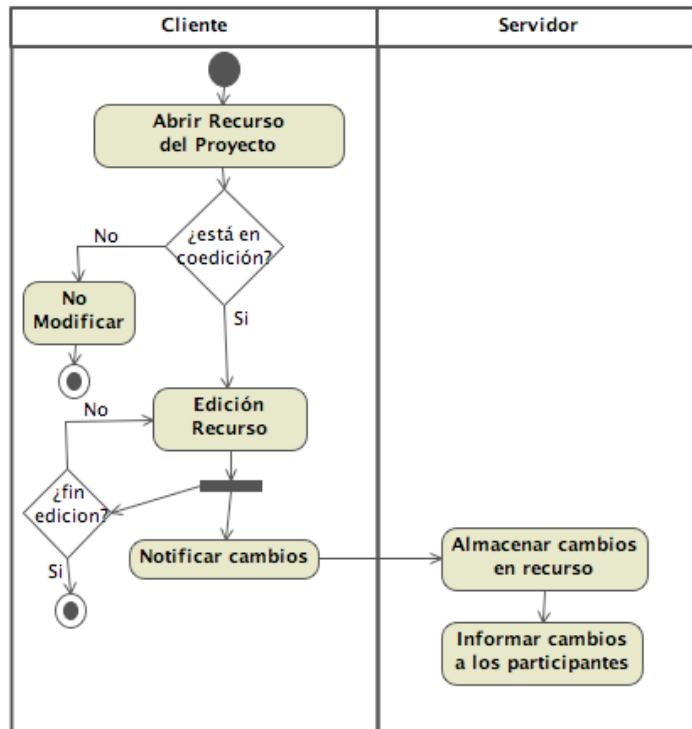 Cliente
Servidor
Abrir Recurso
del Proyecto
¿está en
coedición?
No
Si
No
Modificar
Edición
Recurso
No
¿fin
edicion?
Si
Notificar cambios
Almacenar cambios
en recurso
Informar cambios
a los participantes